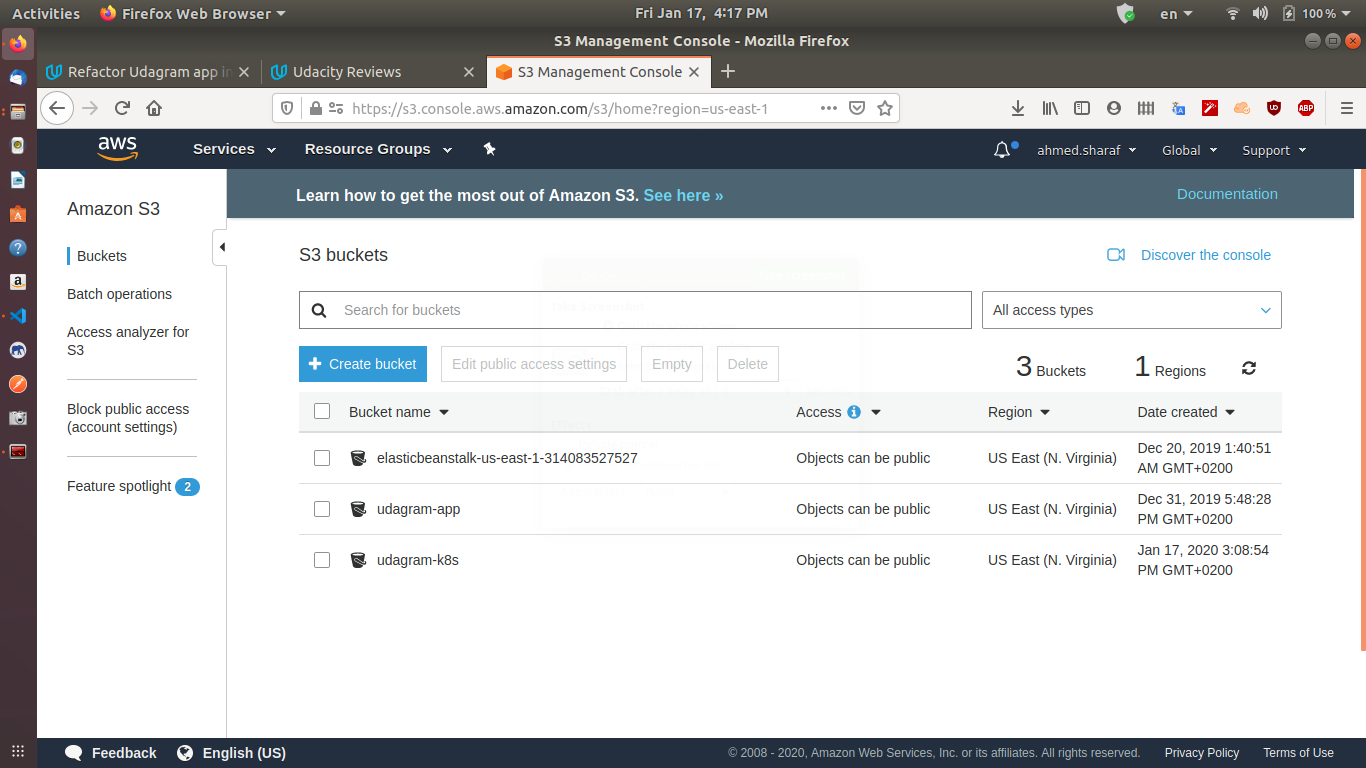 Activities Firefox Web Browser Fri Jan 17, 4:17 PM en 100 %
S3 Management Console - Mozilla Firefox
Refactor Udagram app in Udacity Reviews S3 Management Console
https://s3.console.aws.amazon.com/s3/home?region=us-east-1
aws Services Resource Groups ahmed.sharaf Global Support
Learn how to get the most out of Amazon S3. See here » Documentation
Amazon S3
Buckets
Batch operations
Access analyzer for
S3
Block public access
(account settings)
Feature spotlight 2
S3 buckets Discover the console
Search for buckets All access types
Create bucket Edit public access settings Empty Delete 3 Buckets 1 Regions
Bucket name Access Region Date created
elasticbeanstalk-us-east-1-314083527527 Objects can be public US East (N. Virginia) Dec 20, 2019 1:40:51
AM GMT+0200
udagram-app Objects can be public US East (N. Virginia) Dec 31, 2019 5:48:28
PM GMT+0200
udagram-k8s Objects can be public US East (N. Virginia) Jan 17, 2020 3:08:54
PM GMT+0200
Feedback English (US) © 2008 - 2020, Amazon Web Services, Inc. or its affiliates. All rights reserved. Privacy Policy Terms of Use